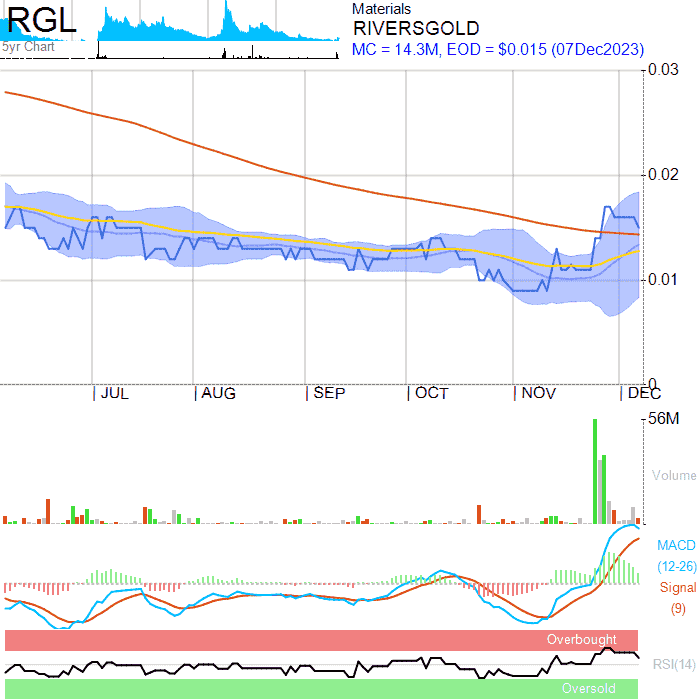 RGL
5yr Chart
Materials
RIVERSGOLD
MC = 14.3M, EOD = $0.015 (07Dec2023)
0.03
0.02
0.01
0
JUL AUG SEP OCT NOV DEC
56M
Volume
MACD
(12-26)
Signal
(9)
Overbought
RSI(14)
Oversold